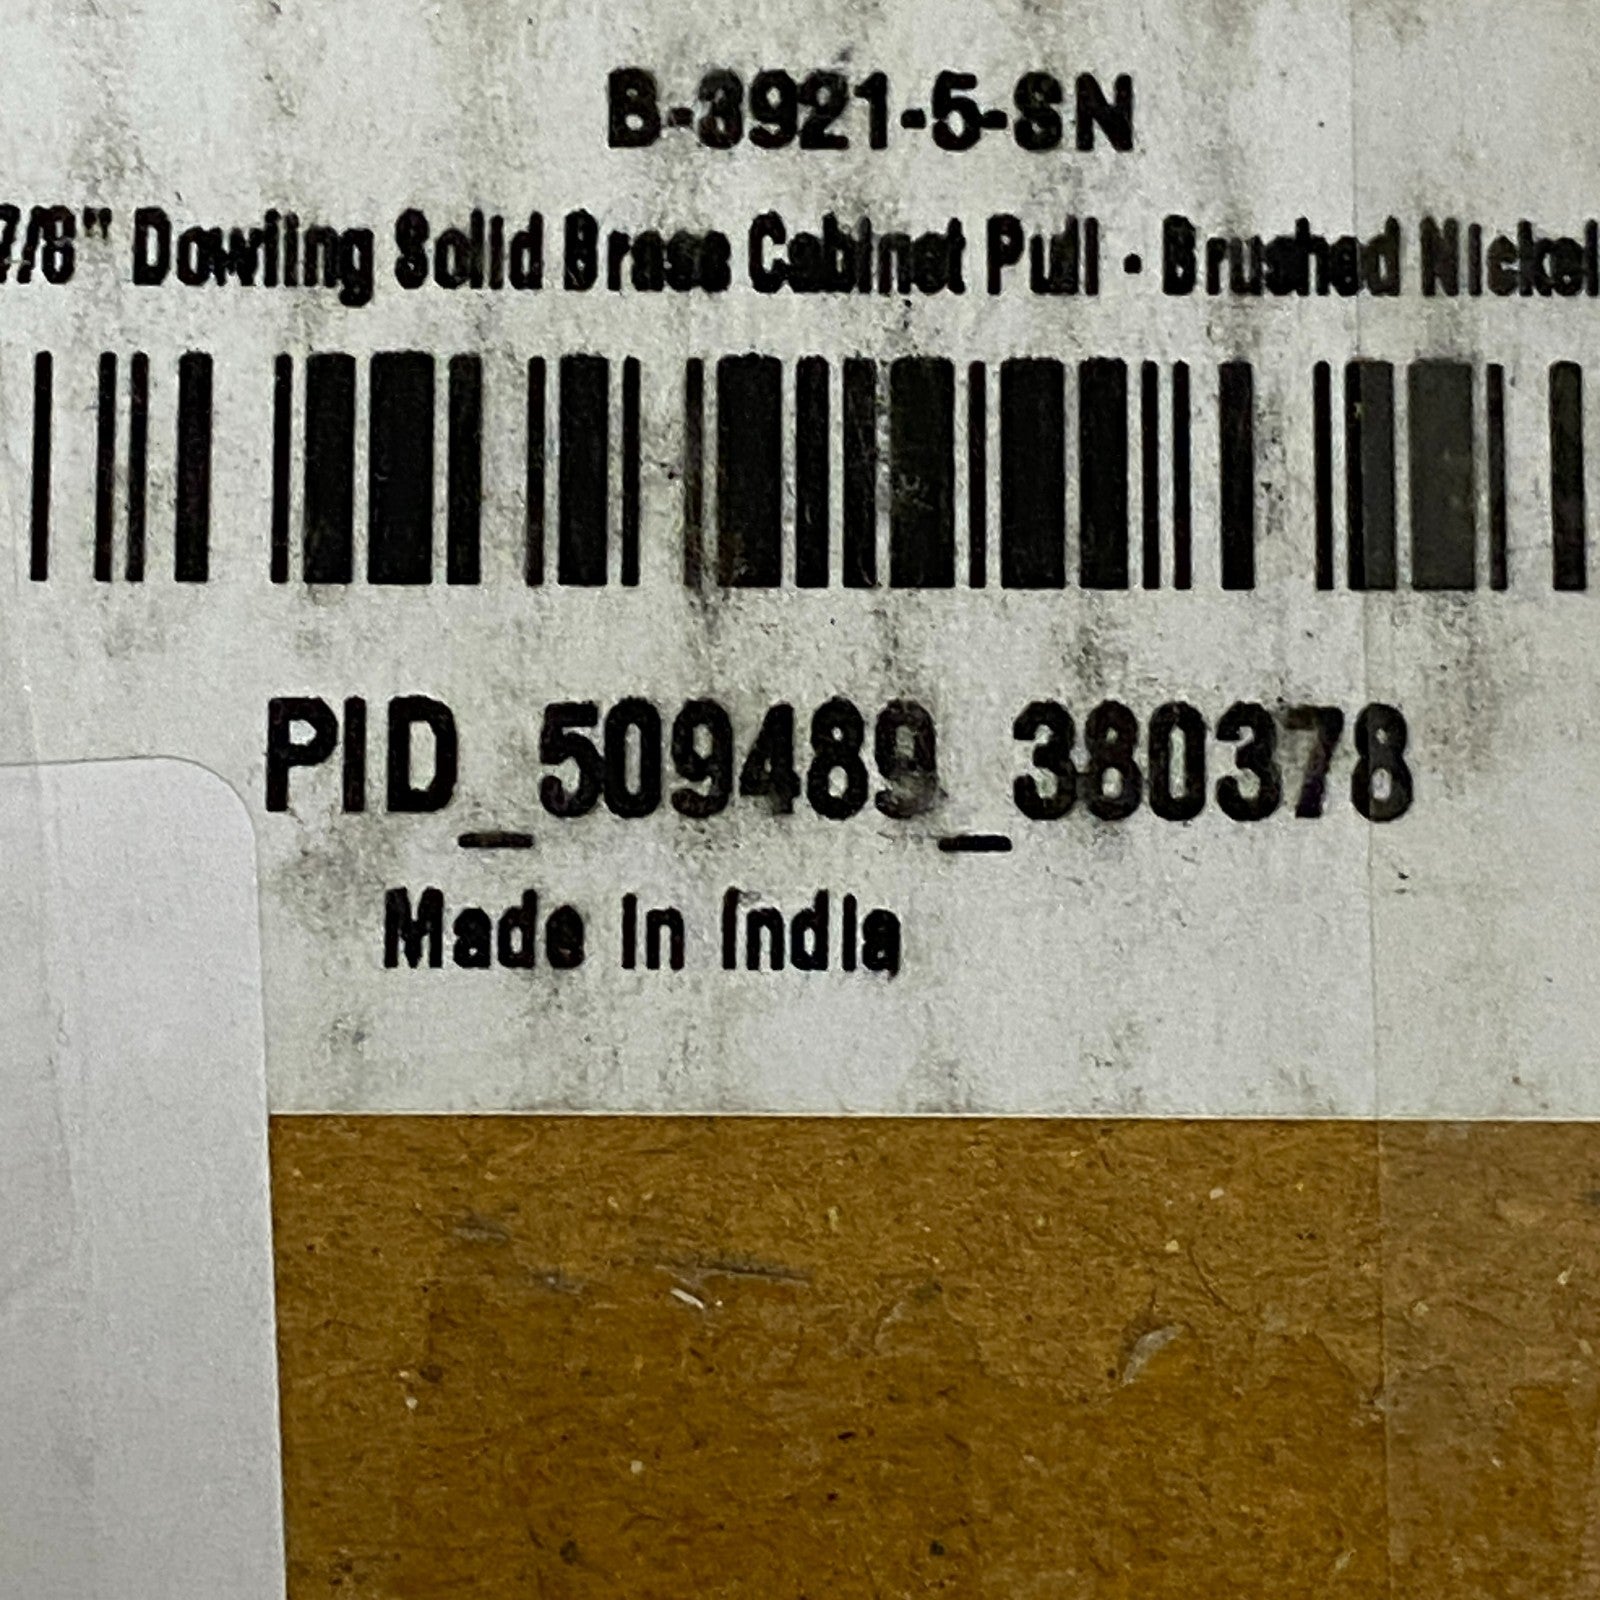 B-3921-5-SN
7/8" Dowling Solid Brass Cabinet Pull - Brushed Nickel
PID_509489_380378
Made in India